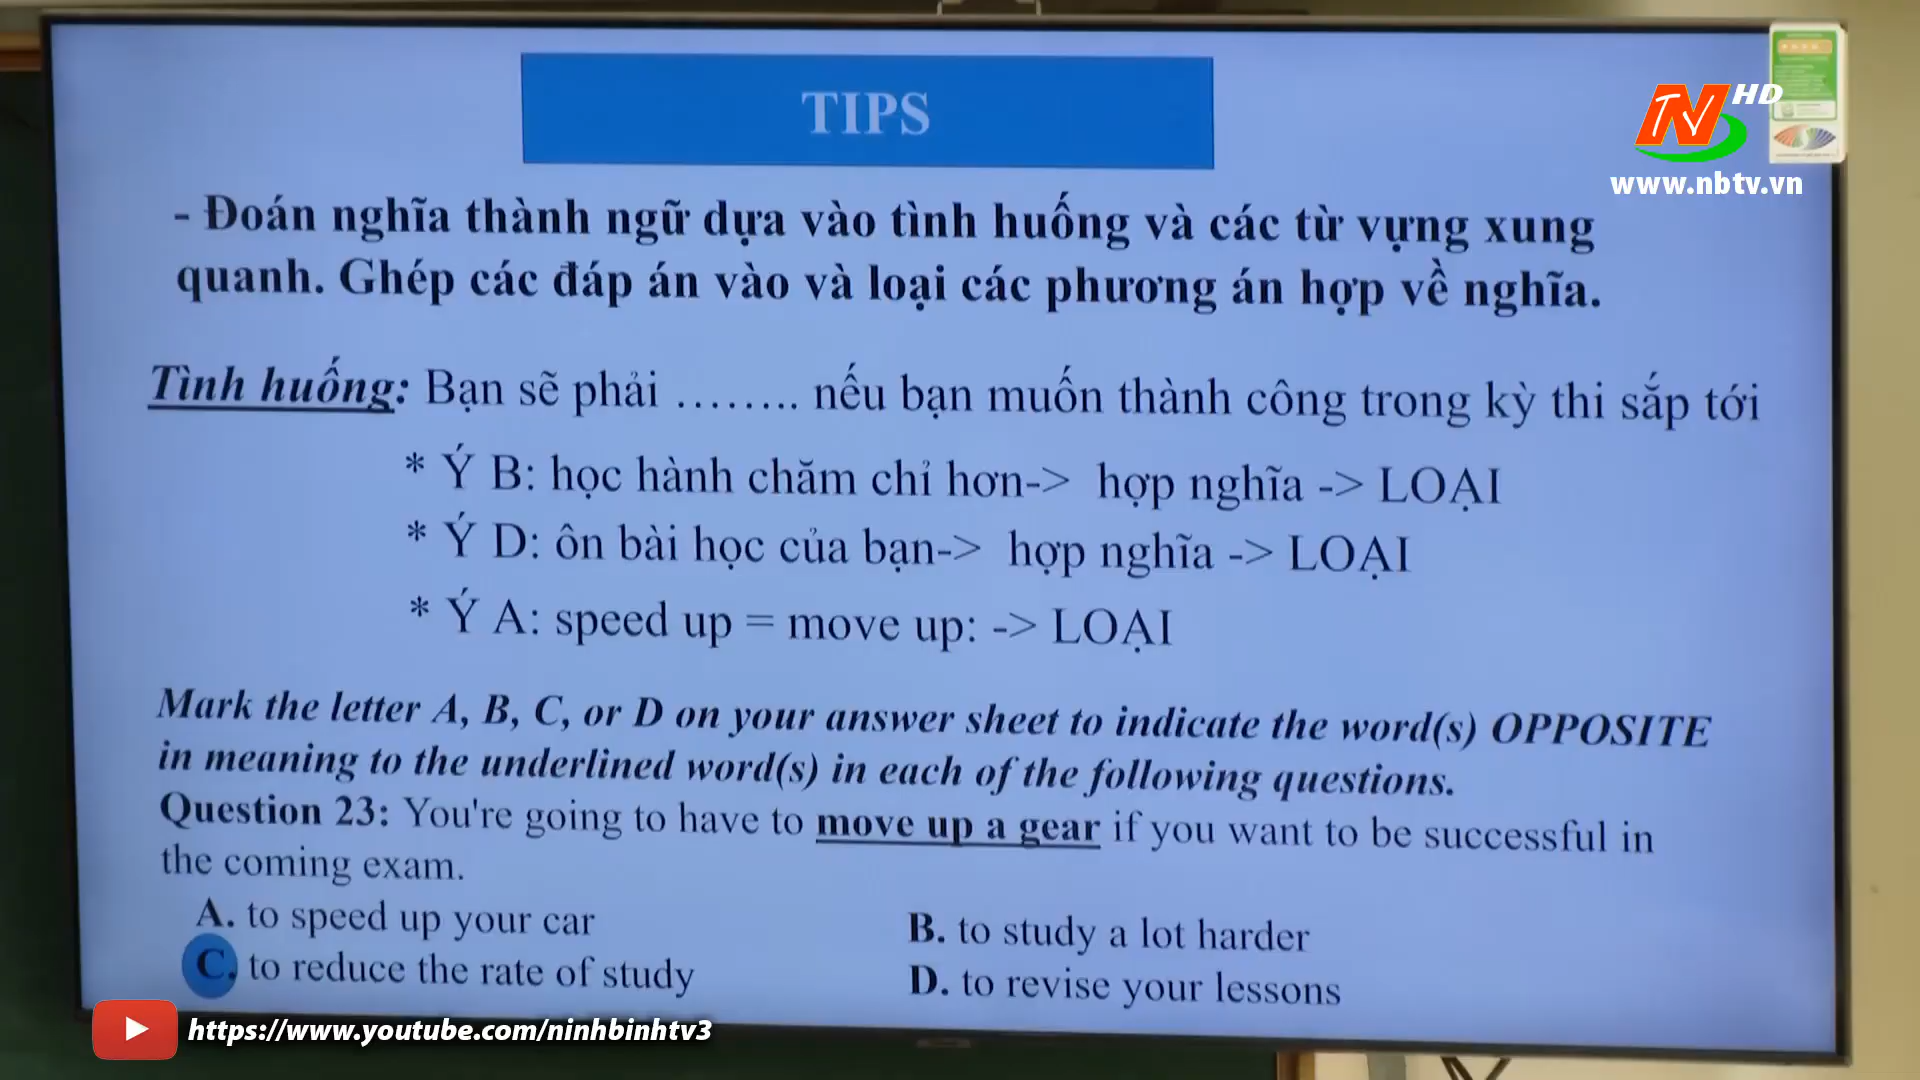 TIPS
HD
www.nbtv.vn
- Đoán nghĩa thành ngữ dựa vào tình huống và các từ vựng xung
quanh. Ghép các đáp án vào và loại các phương án hợp về nghĩa.
Tình huống: Bạn sẽ phải …….. nếu bạn muốn thành công trong kỳ thi sắp tới
* Ý B: học hành chăm chỉ hơn-> hợp nghĩa -> LOẠI
* Ý D: ôn bài học của bạn-> hợp nghĩa -> LOẠI
* Ý A: speed up = move up: -> LOẠI
Mark the letter A, B, C, or D on your answer sheet to indicate the word(s) OPPOSITE
in meaning to the underlined word(s) in each of the following questions.
Question 23: You're going to have to move up a gear if you want to be successful in
the coming exam.
A. to speed up your car
B. to study a lot harder
C. to reduce the rate of study
D. to revise your lessons
https://www.youtube.com/ninhbinhtv3